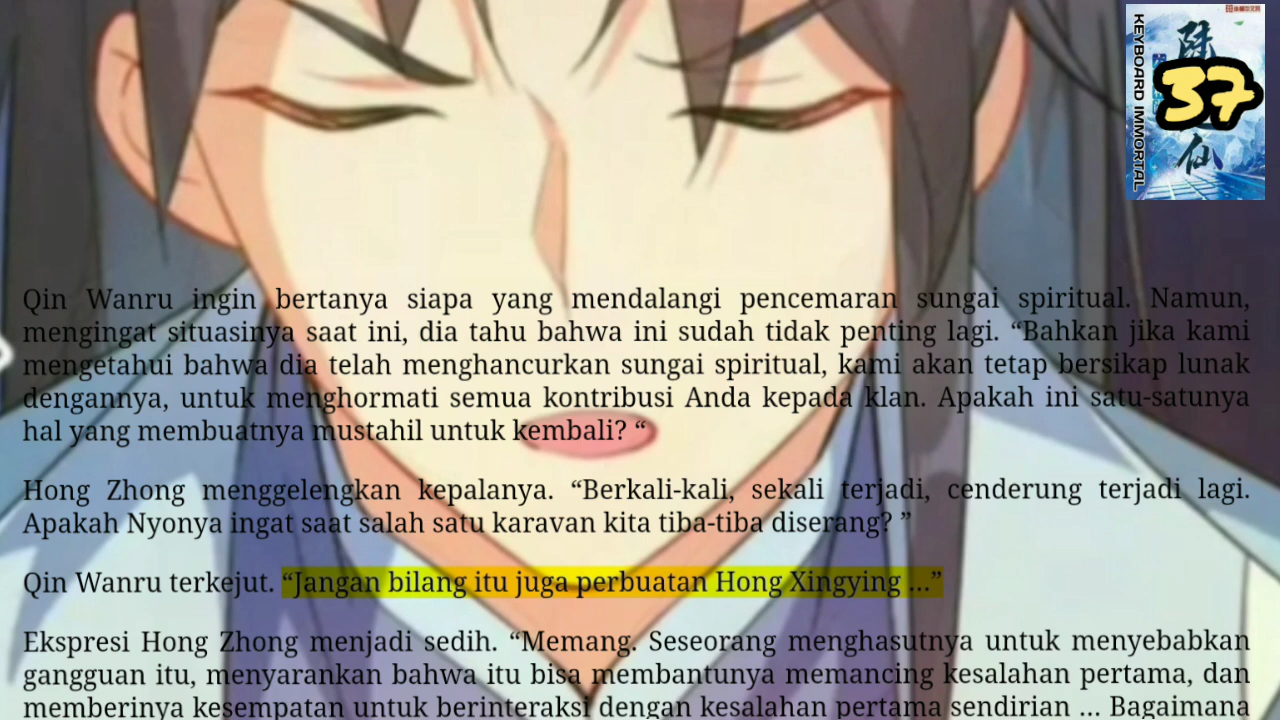 KEYBOARD IMMORTAL
陆
仙
37
Qin Wanru ingin bertanya siapa yang mendalangi pencemaran sungai spiritual. Namun,
mengingat situasinya saat ini, dia tahu bahwa ini sudah tidak penting lagi. “Bahkan jika kami
mengetahui bahwa dia telah menghancurkan sungai spiritual, kami akan tetap bersikap lunak
dengannya, untuk menghormati semua kontribusi Anda kepada klan. Apakah ini satu-satunya
hal yang membuatnya mustahil untuk kembali? “
Hong Zhong menggelengkan kepalanya. “Berkali-kali, sekali terjadi, cenderung terjadi lagi.
Apakah Nyonya ingat saat salah satu karavan kita tiba-tiba diserang? ”
Qin Wanru terkejut. “Jangan bilang itu juga perbuatan Hong Xingying ...”
Ekspresi Hong Zhong menjadi sedih. “Memang. Seseorang menghasutnya untuk menyebabkan
gangguan itu, menyarankan bahwa itu bisa membantunya memancing kesalahan pertama, dan
memberinya kesempatan untuk berinteraksi dengan kesalahan pertama sendirian ... Bagaimana